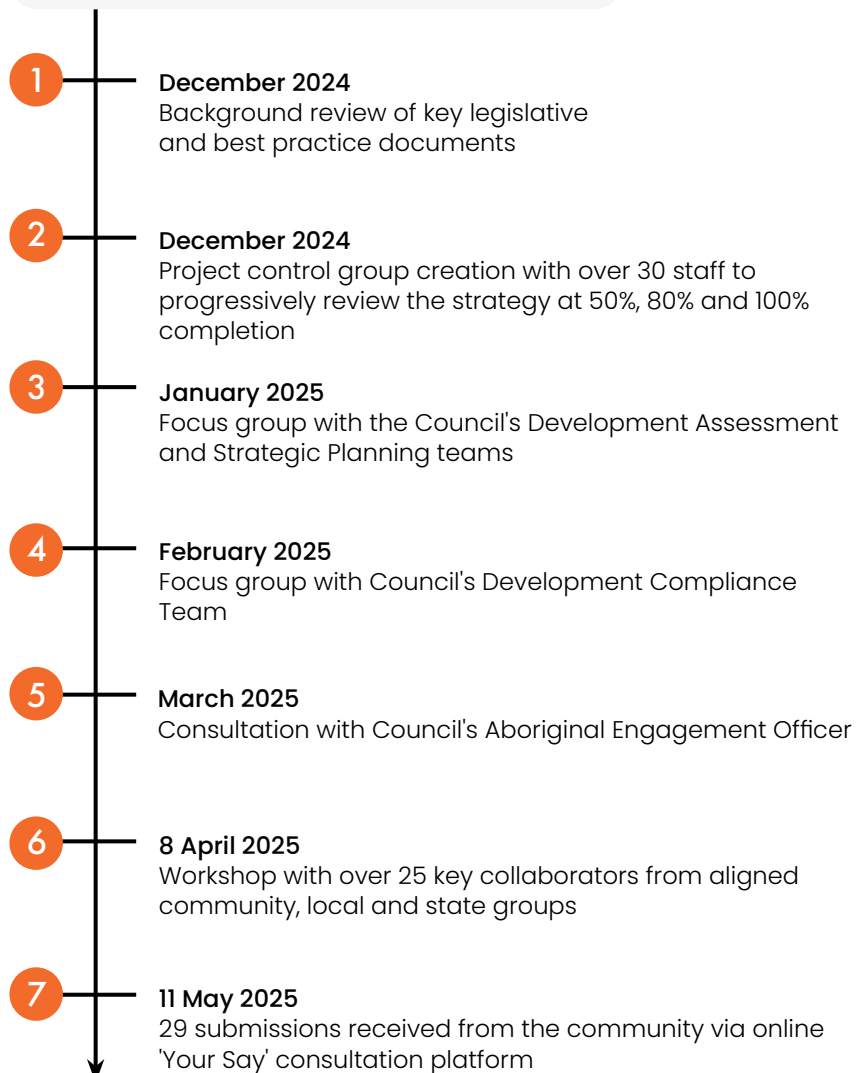 1
December 2024
Background review of key legislative
and best practice documents
2
December 2024
Project control group creation with over 30 staff to
progressively review the strategy at 50%, 80% and 100%
completion
3
January 2025
Focus group with the Council's Development Assessment
and Strategic Planning teams
4
February 2025
Focus group with Council's Development Compliance
Team
5
March 2025
Consultation with Council's Aboriginal Engagement Officer
6
8 April 2025
Workshop with over 25 key collaborators from aligned
community, local and state groups
7
11 May 2025
29 submissions received from the community via online
'Your Say' consultation platform